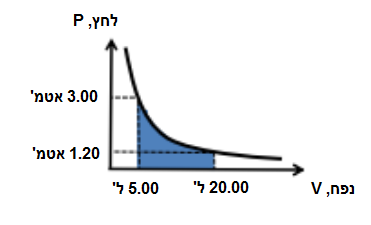 לחץ, P
3.00 אטמ'
1.20 אטמ'
5.00 ל'
20.00 ל'
נפח, V